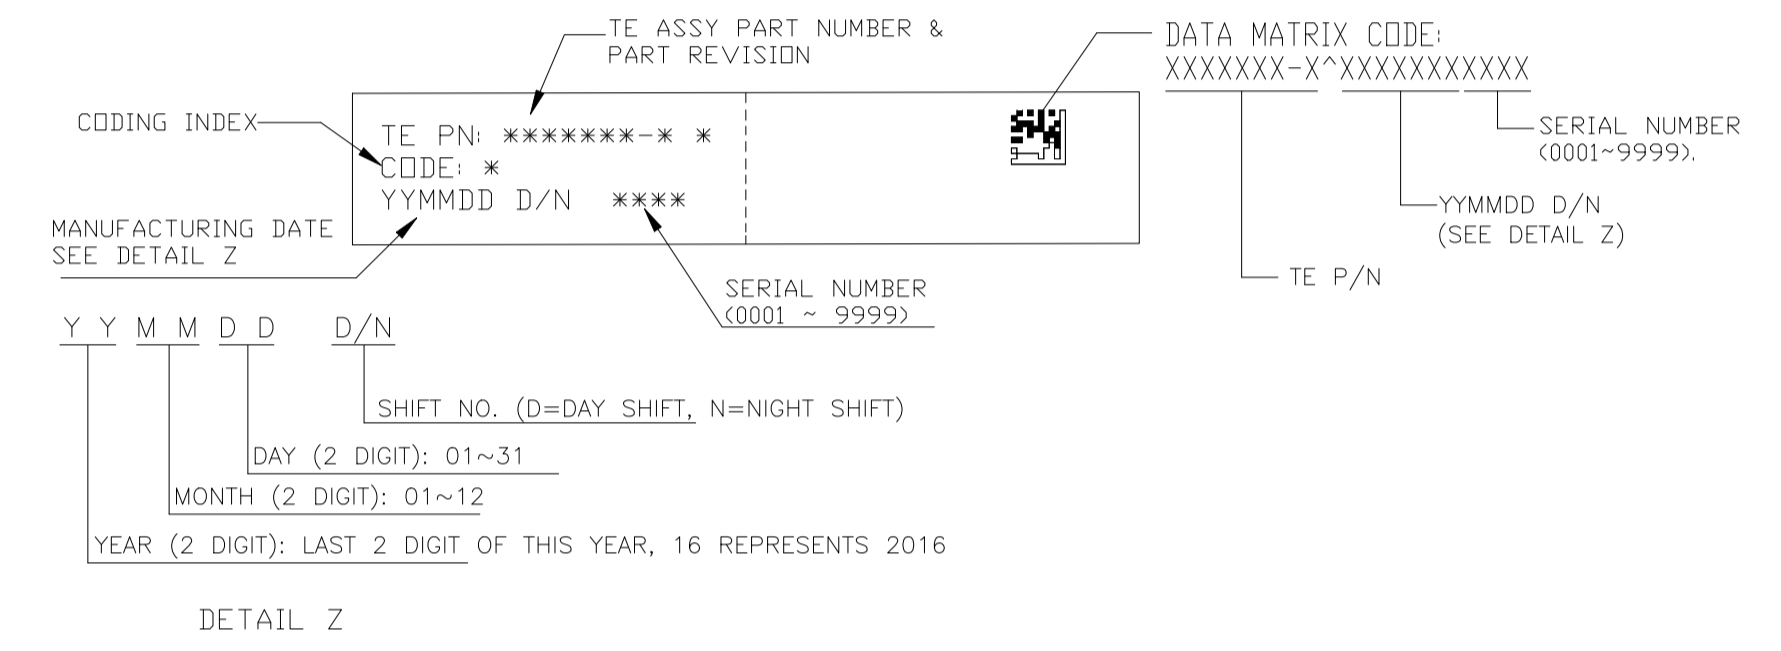 TE ASSY PART NUMBER &
PART REVISION
DATA MATRIX CODE:
XXXXXXX-X^XXXXXXXXXXX
CODING INDEX
TE PN: *******-* *
CODE: *
YYMMDD D/N ****
SERIAL NUMBER
(0001~9999).
YYMMDD D/N
(SEE DETAIL Z)
TE P/N
MANUFACTURING DATE
SEE DETAIL Z
SERIAL NUMBER
(0001 ~ 9999)
Y Y M M D D D/N
SHIFT NO. (D=DAY SHIFT, N=NIGHT SHIFT)
DAY (2 DIGIT): 01~31
MONTH (2 DIGIT): 01~12
YEAR (2 DIGIT): LAST 2 DIGIT OF THIS YEAR, 16 REPRESENTS 2016
DETAIL Z